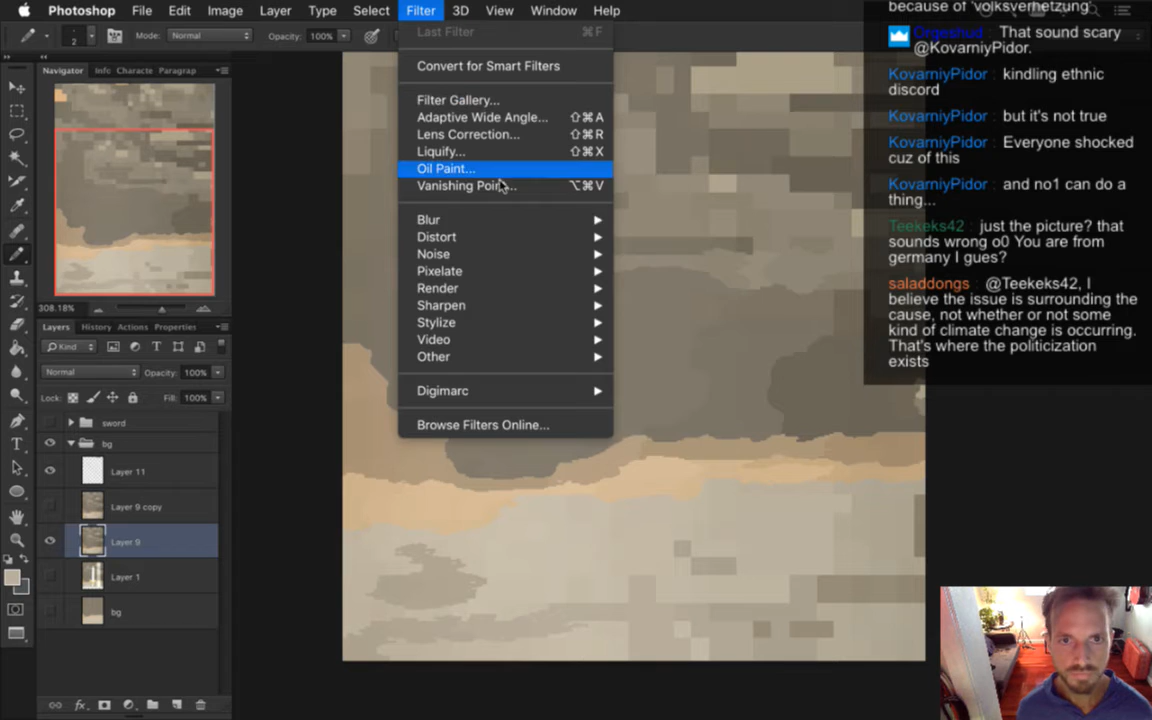 Photoshop File Edit Image Layer Type Select Filter 3D View Window Help
2 Mode: Normal Opacity: 100%
Navigator Info Characte Paragrap
308.18%
Layers History Actions Properties
Kind
Normal Opacity: 100%
Lock: Fill: 100%
sword
bg
Layer 11
Layer 9 copy
Layer 9
Layer 1
bg
fx
Last Filter ⌘F
Convert for Smart Filters
Filter Gallery...
Adaptive Wide Angle... ⇧⌘A
Lens Correction... ⇧⌘R
Liquify... ⇧⌘X
Oil Paint...
Vanishing Point... ⌥⌘V
Blur
Distort
Noise
Pixelate
Render
Sharpen
Stylize
Video
Other
Digimarc
Browse Filters Online...
because of 'volksverhetzung'
Orgeshud: That sound scary
@KovarniyPidor.
KovarniyPidor: kindling ethnic
discord
KovarniyPidor: but it's not true
KovarniyPidor: Everyone shocked
cuz of this
KovarniyPidor: and no1 can do a
thing...
Teekeks42: just the picture? that
sounds wrong o0 You are from
germany I gues?
saladdongs: @Teekeks42, I
believe the issue is surrounding the
cause, not whether or not some
kind of climate change is occurring.
That's where the politicization
exists